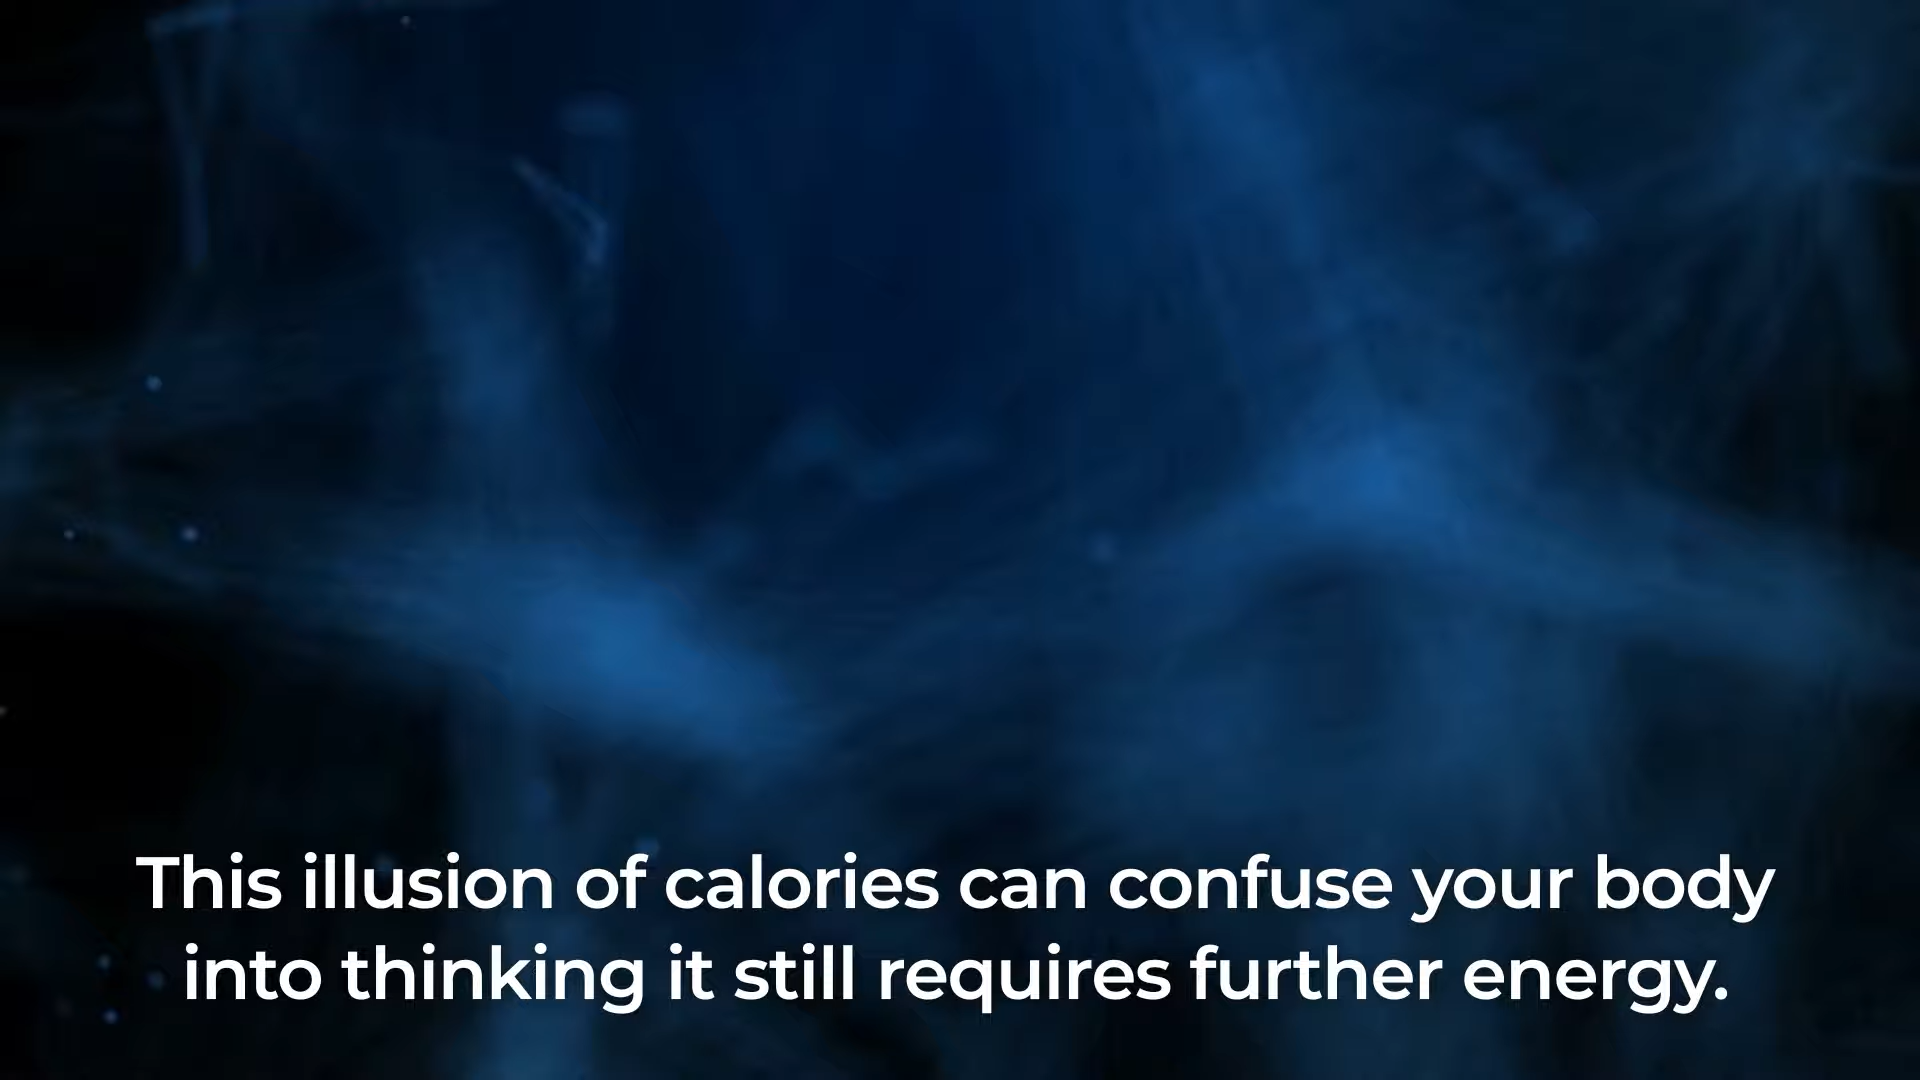 This illusion of calories can confuse your body
into thinking it still requires further energy.